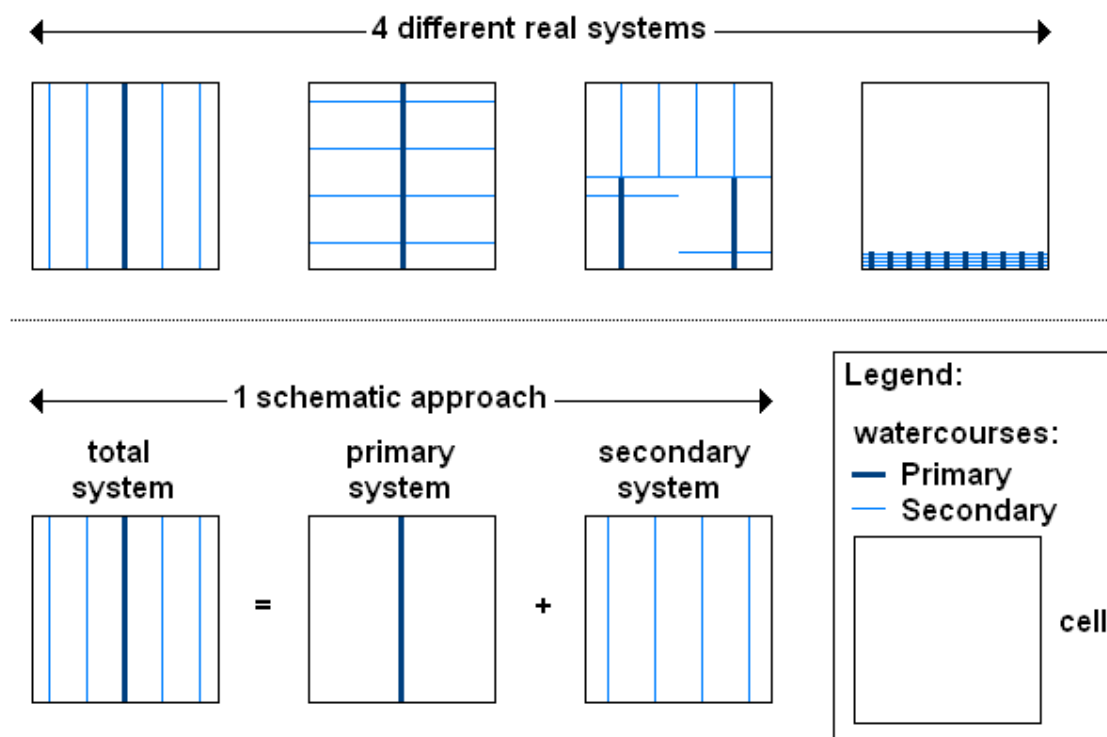 4 different real systems
1 schematic approach
total
system
primary
system
secondary
system
=
+
Legend:
watercourses:
Primary
Secondary
cell